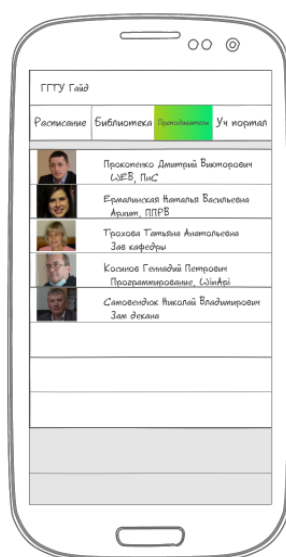 ГГТУ Гайд
Расписание Библиотека Преподаватели Уч портал
Прокопенко Дмитрий Викторович
WEB, ПиС
Ермалинская Наталья Васильевна
Архит, ППРВ
Трохова Татьяна Анатольевна
Зав кафедры
Косинов Геннадий Петрович
Программирование, WinApi
Самовендюк Николай Владимирович
Зам декана